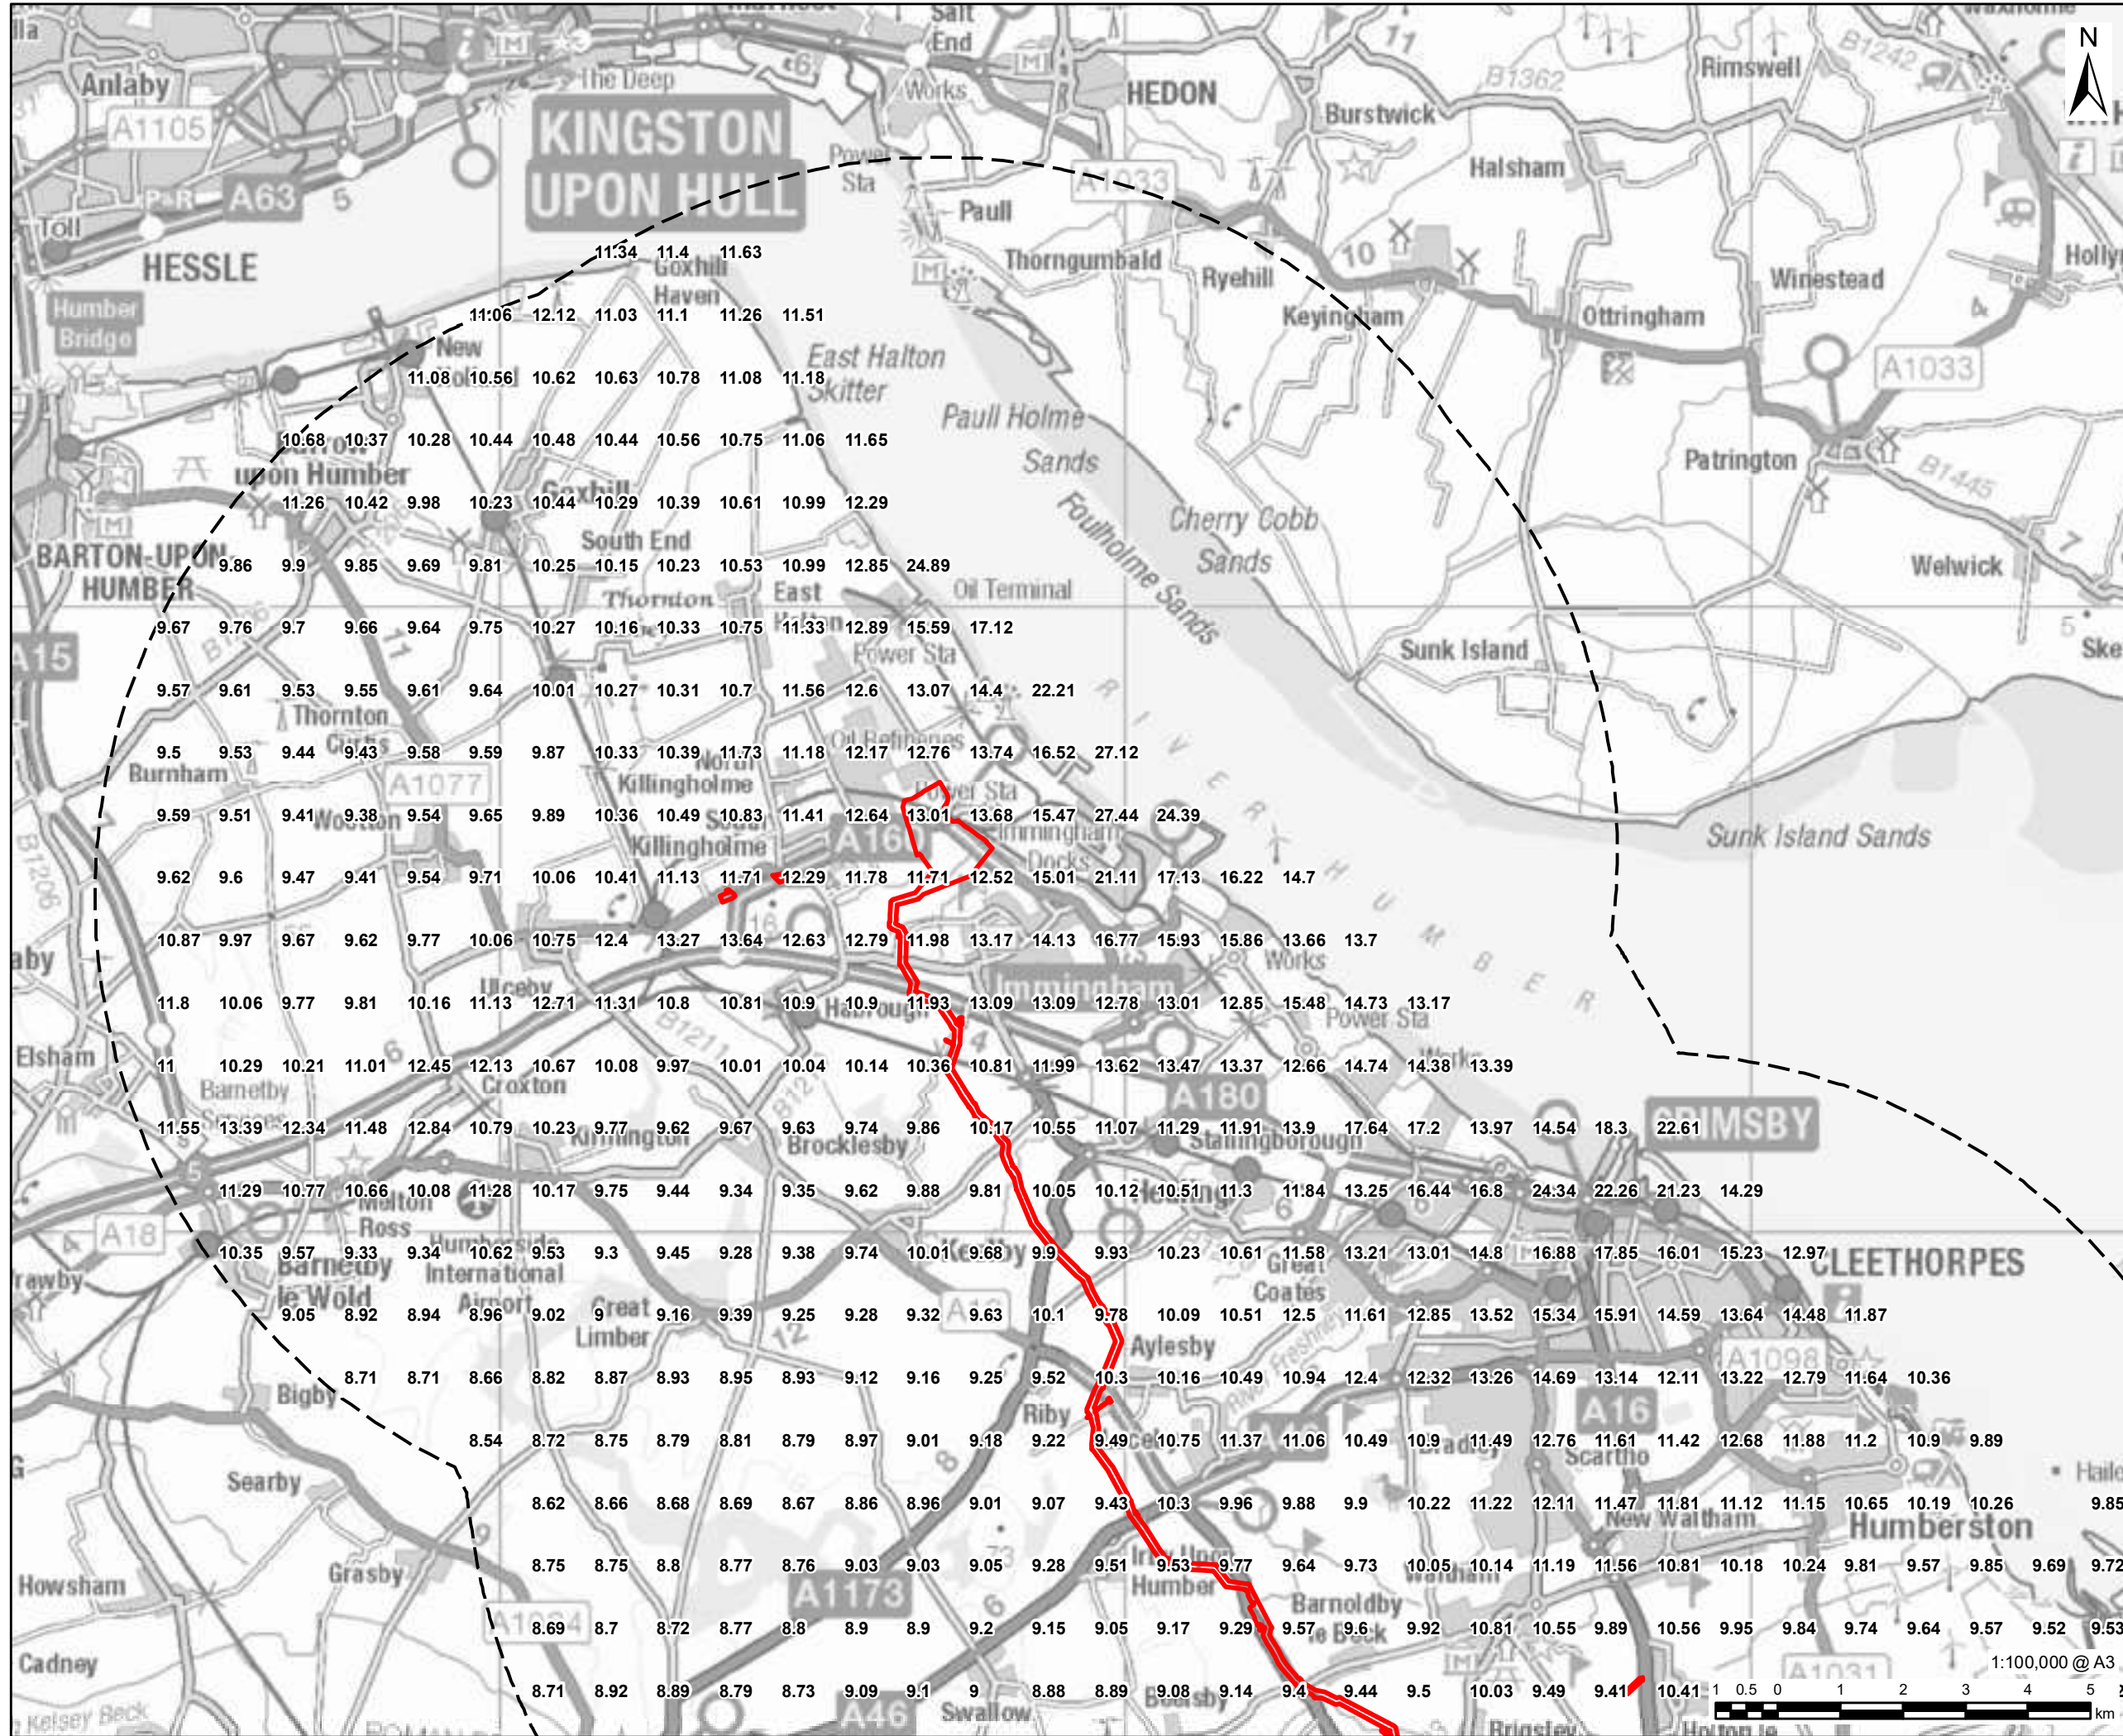 Salt
End
N
The Deep
Works
HEDON
Rimswell
B1242
Anlaby
A1105
KINGSTON
UPON HULL
6
11
B1362
Burstwick
Halsham
Power
Sta
A1033
P&R A63 5
Toll
Paull
HESSLE
Thorngumbald
Ryehill
10
Winestead
Holly
11.34 11.4 11.63
Goxhill
Haven
Humber
Bridge
Keyingham
Ottringham
4
11.06 12.12 11.03 11.1 11.26 11.51
New
East Halton
Skitter
A1033
11.08 10.56 10.62 10.63 10.78 11.08 11.18
Paull Holme
Sands
10.68 10.37 10.28 10.44 10.48 10.44 10.56 10.75 11.06 11.65
Barrow
upon Humber
Patrington
B1445
Goxhill
11.26 10.42 9.98 10.23 10.44 10.29 10.39 10.61 10.99 12.29
Foulholme Sands
Cherry Cobb
Sands
South End
7
BARTON-UPON-
HUMBER
Welwick
9.86 9.9 9.85 9.69 9.81 10.25 10.15 10.23 10.53 10.99 12.85 24.89
Thornton
East
Halton
Oil Terminal
9.67 9.76 9.7 9.66 9.64 9.75 10.27 10.16 10.33 10.75 11.33 12.89 15.59 17.12
11
A15
Power Sta
Sunk Island
5
Ske
9.57 9.61 9.53 9.55 9.61 9.64 10.01 10.27 10.31 10.7 11.56 12.6 13.07 14.4 22.21
Thornton
Curtis
RIVER HUMBER
Oil Refineries
9.5 9.53 9.44 9.43 9.58 9.59 9.87 10.33 10.39 11.73 11.18 12.17 12.76 13.74 16.52 27.12
Burnham
A1077
North
Killingholme
Power Sta
9.59 9.51 9.41 9.38 9.54 9.65 9.89 10.36 10.49 10.83 11.41 12.64 13.01 13.68 15.47 27.44 24.39
Wootton
South
Killingholme
A16
Immingham
Docks
Sunk Island Sands
B1206
9.62 9.6 9.47 9.41 9.54 9.71 10.06 10.41 11.13 11.71 12.29 11.78 11.71 12.52 15.01 21.11 17.13 16.22 14.7
16
10.87 9.97 9.67 9.62 9.77 10.06 10.75 12.4 13.27 13.64 12.63 12.79 11.98 13.17 14.13 16.77 15.93 15.86 13.66 13.7
aby
Works
Ulceby
Immingham
11.8 10.06 9.77 9.81 10.16 11.13 12.71 11.31 10.8 10.81 10.9 10.9 11.93 13.09 13.09 12.78 13.01 12.85 15.48 14.73 13.17
Habrough
B1211
Power Sta
Elsham
6
4
Works
11 10.29 10.21 11.01 12.45 12.13 10.67 10.08 9.97 10.01 10.04 10.14 10.36 10.81 11.99 13.62 13.47 13.37 12.66 14.74 14.38 13.39
Barnetby
Services
Croxton
A180
11.55 13.39 12.34 11.48 12.84 10.79 10.23 9.77 9.62 9.67 9.63 9.74 9.86 10.17 10.55 11.07 11.29 11.91 13.9 17.64 17.2 13.97 14.54 18.3 22.61
GRIMSBY
Kirmington
Brocklesby
Stallingborough
5
11.29 10.77 10.66 10.08 11.28 10.17 9.75 9.44 9.34 9.35 9.62 9.88 9.81 10.05 10.12 10.51 11.3 11.84 13.25 16.44 16.8 24.34 22.26 21.23 14.29
Melton
Ross
Healing
6
6
A18
4
10.35 9.57 9.33 9.34 10.62 9.53 9.3 9.45 9.28 9.38 9.74 10.01 9.68 9.9 9.93 10.23 10.61 11.58 13.21 13.01 14.8 16.88 17.85 16.01 15.23 12.97
Keelby
CLEETHORPES
Barnetby
le Wold
Humberside
International
Airport
Great
Coates
Great
Limber
12
9.05 8.92 8.94 8.96 9.02 9 9.16 9.39 9.25 9.28 9.32 9.63 10.1 9.78 10.09 10.51 12.5 11.61 12.85 13.52 15.34 15.91 14.59 13.64 14.48 11.87
Aylesby
River Freshney
A1098
8.71 8.71 8.66 8.82 8.87 8.93 8.95 8.93 9.12 9.16 9.25 9.52 10.3 10.16 10.49 10.94 12.4 12.32 13.26 14.69 13.14 12.11 13.22 12.79 11.64 10.36
Bigby
Riby
A16
8.54 8.72 8.75 8.79 8.81 8.79 8.97 9.01 9.18 9.22 9.49 10.75 11.37 11.06 10.49 10.9 11.49 12.76 11.61 11.42 12.68 11.88 11.2 10.9 9.89
Bradley
Scartho
Searby
8
Haile
8.62 8.66 8.68 8.69 8.67 8.86 8.96 9.01 9.07 9.43 10.3 9.96 9.88 9.9 10.22 11.22 12.11 11.47 11.81 11.12 11.15 10.65 10.19 10.26 9.85
New Waltham
Humberston
9
73
8.75 8.75 8.8 8.77 8.76 9.03 9.03 9.05 9.28 9.51 9.53 9.77 9.64 9.73 10.05 10.14 11.19 11.56 10.81 10.18 10.24 9.81 9.57 9.85 9.69 9.72
Irby Upon
Humber
Waltham
Grasby
Howsham
A1173
6
Barnoldby
le Beck
8.69 8.7 8.72 8.77 8.8 8.9 8.9 9.2 9.15 9.05 9.17 9.29 9.57 9.6 9.92 10.81 10.55 9.89 10.56 9.95 9.84 9.74 9.64 9.57 9.52 9.53
Cadney
1:100,000 @ A3
A1031
8.71 8.92 8.89 8.79 8.73 9.09 9.1 9 8.88 8.89 9.08 9.14 9.4 9.44 9.5 10.03 9.49 9.41 10.41
1 0.5 0 1 2 3 4 5
km
Kelsey Beck
A46
Swallow
Brigsley